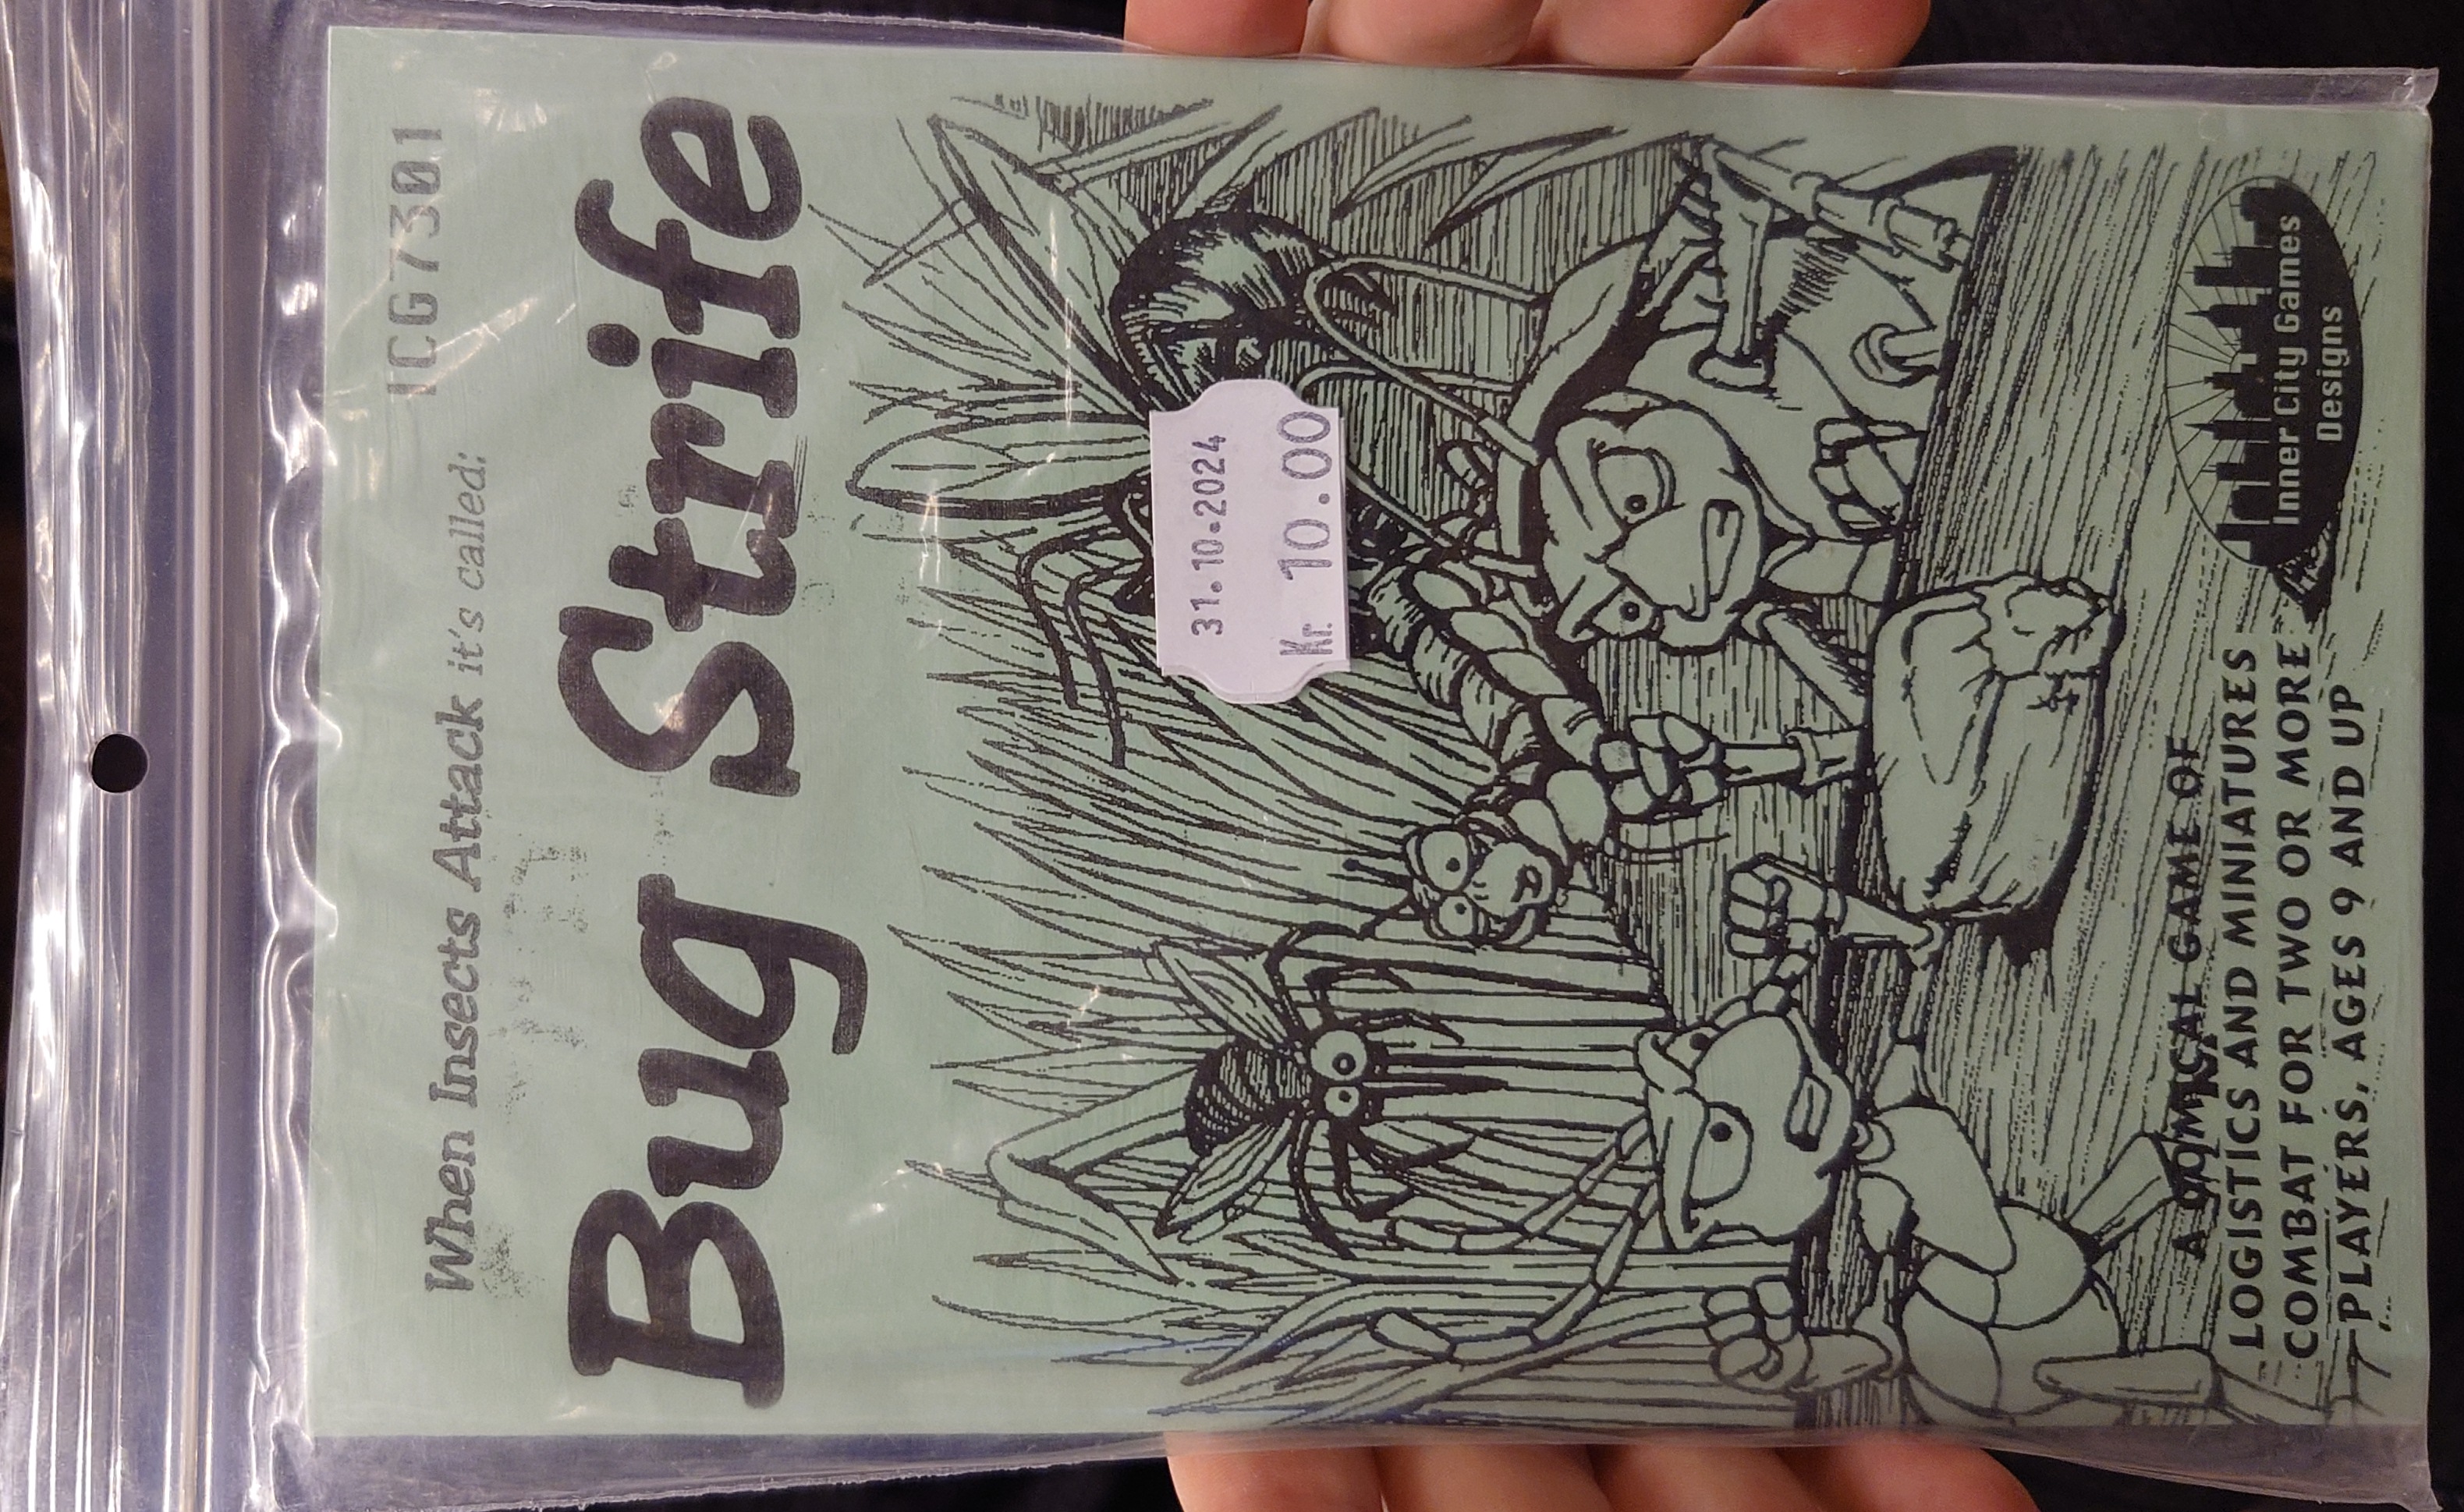 ICG7301
When Insects Attack it's called:
Bug Strife
31.10.2024
Kr. 10.00
A COMICAL GAME OF
LOGISTICS AND MINIATURES
COMBAT FOR TWO OR MORE
PLAYERS, AGES 9 AND UP
Inner City Games
Designs